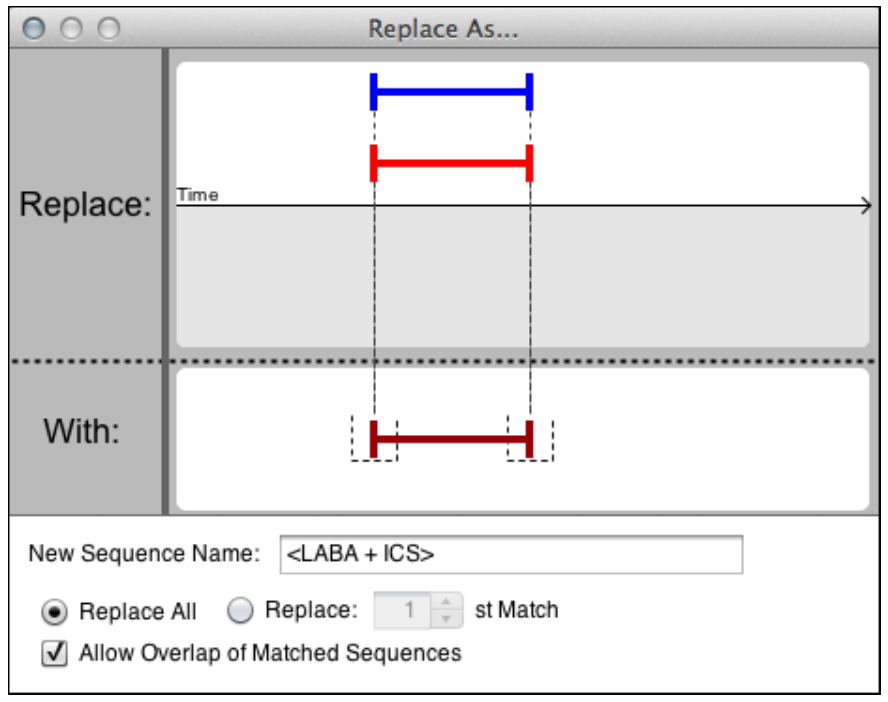 Replace As...
Replace:
Time
With:
New Sequence Name: <LABA + ICS>
Replace All Replace: 1 st Match
Allow Overlap of Matched Sequences